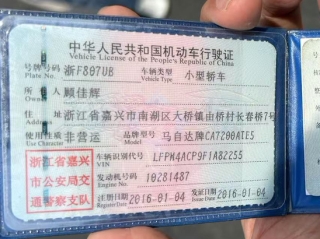 中华人民共和国机动车行驶证
Vehicle License of the People's Republic of China
号牌号码 浙F807UB 车辆类型 小型轿车
Plate No. Vehicle Type
所有人 顾佳辉
Owner
住址 浙江省嘉兴市南湖区大桥镇由桥村长春桥7号
Address
使用性质 非营运 品牌型号 马自达牌CA7200ATE5
Use Character Model
浙江省嘉兴市公安局交通警察支队
车辆识别代号 LFPM4ACP9F1A82255
VIN
发动机号码 10281487
Engine No.
注册日期 2016-01-04 发证日期 2016-01-04
Register Date Issue Date